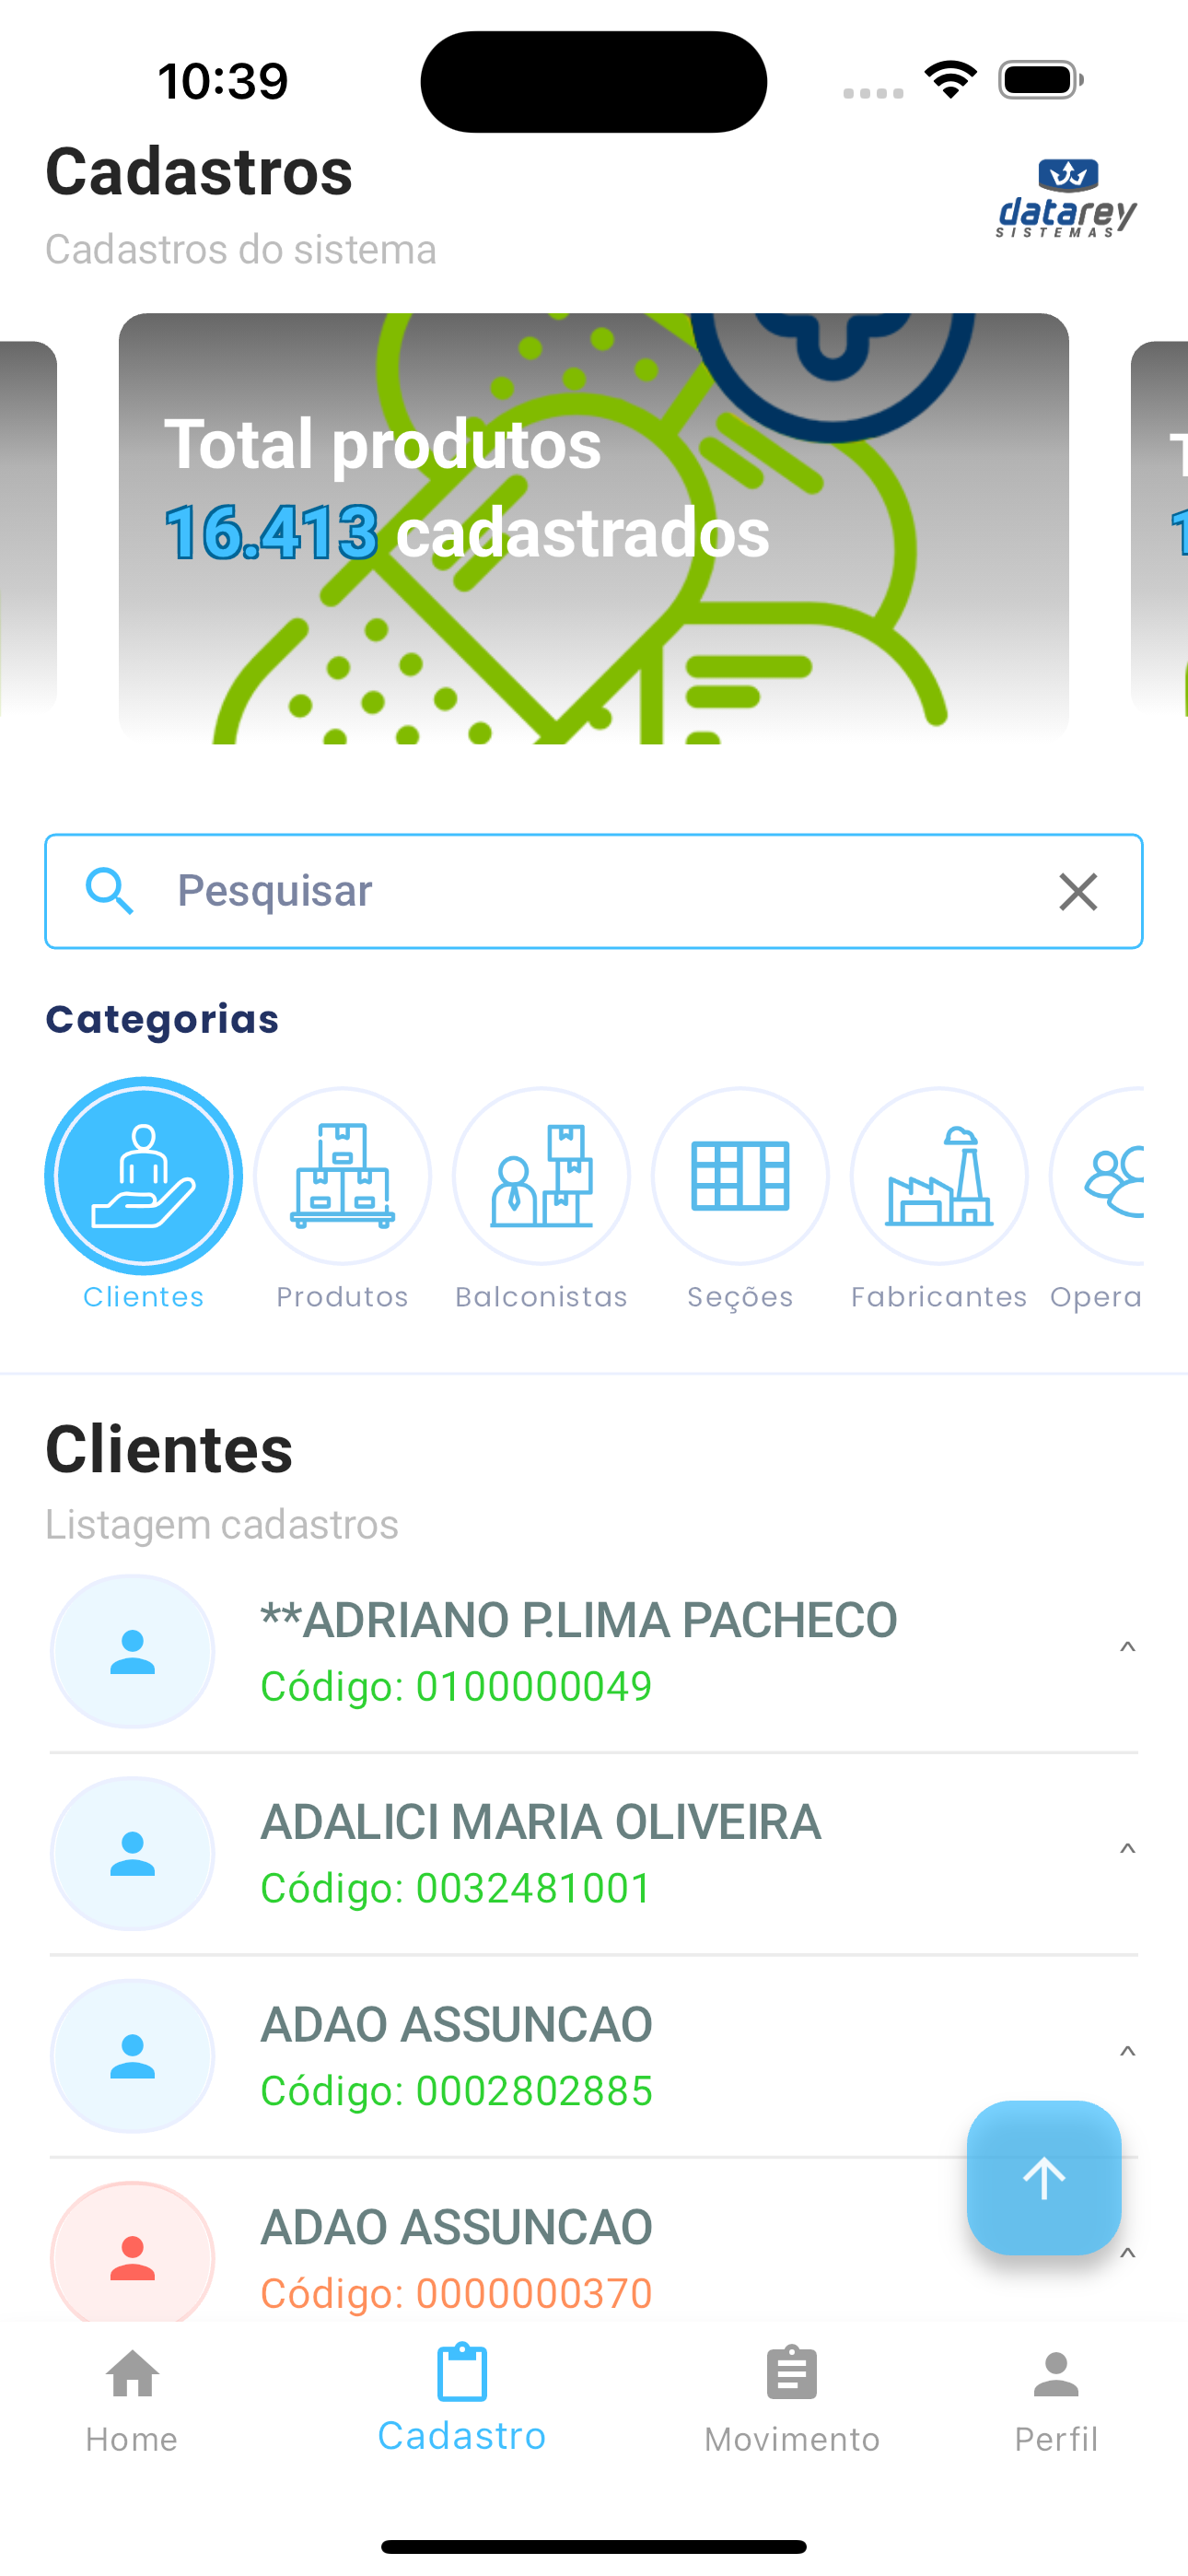 10:39
Cadastros
Cadastros do sistema
datarey
SISTEMAS
Total produtos
16.413 cadastrados
T
1
Pesquisar
Categorias
Clientes
Produtos
Balconistas
Seções
Fabricantes
Opera
Clientes
Listagem cadastros
**ADRIANO P.LIMA PACHECO
Código: 0100000049
ADALICI MARIA OLIVEIRA
Código: 0032481001
ADAO ASSUNCAO
Código: 0002802885
ADAO ASSUNCAO
Código: 0000000370
Home
Cadastro
Movimento
Perfil